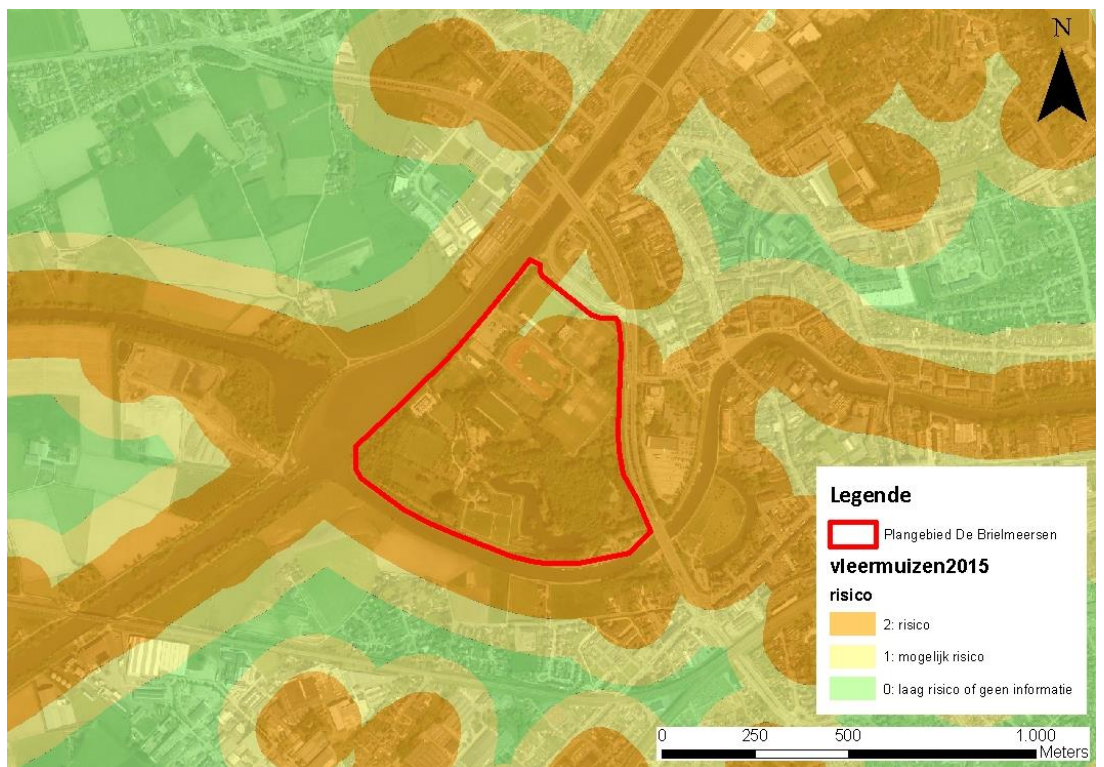 N
Legende
Plangebied De Brielmeersen
vleermuizen2015
risico
2: risico
1: mogelijk risico
0: laag risico of geen informatie
0 250 500 1.000
Meters